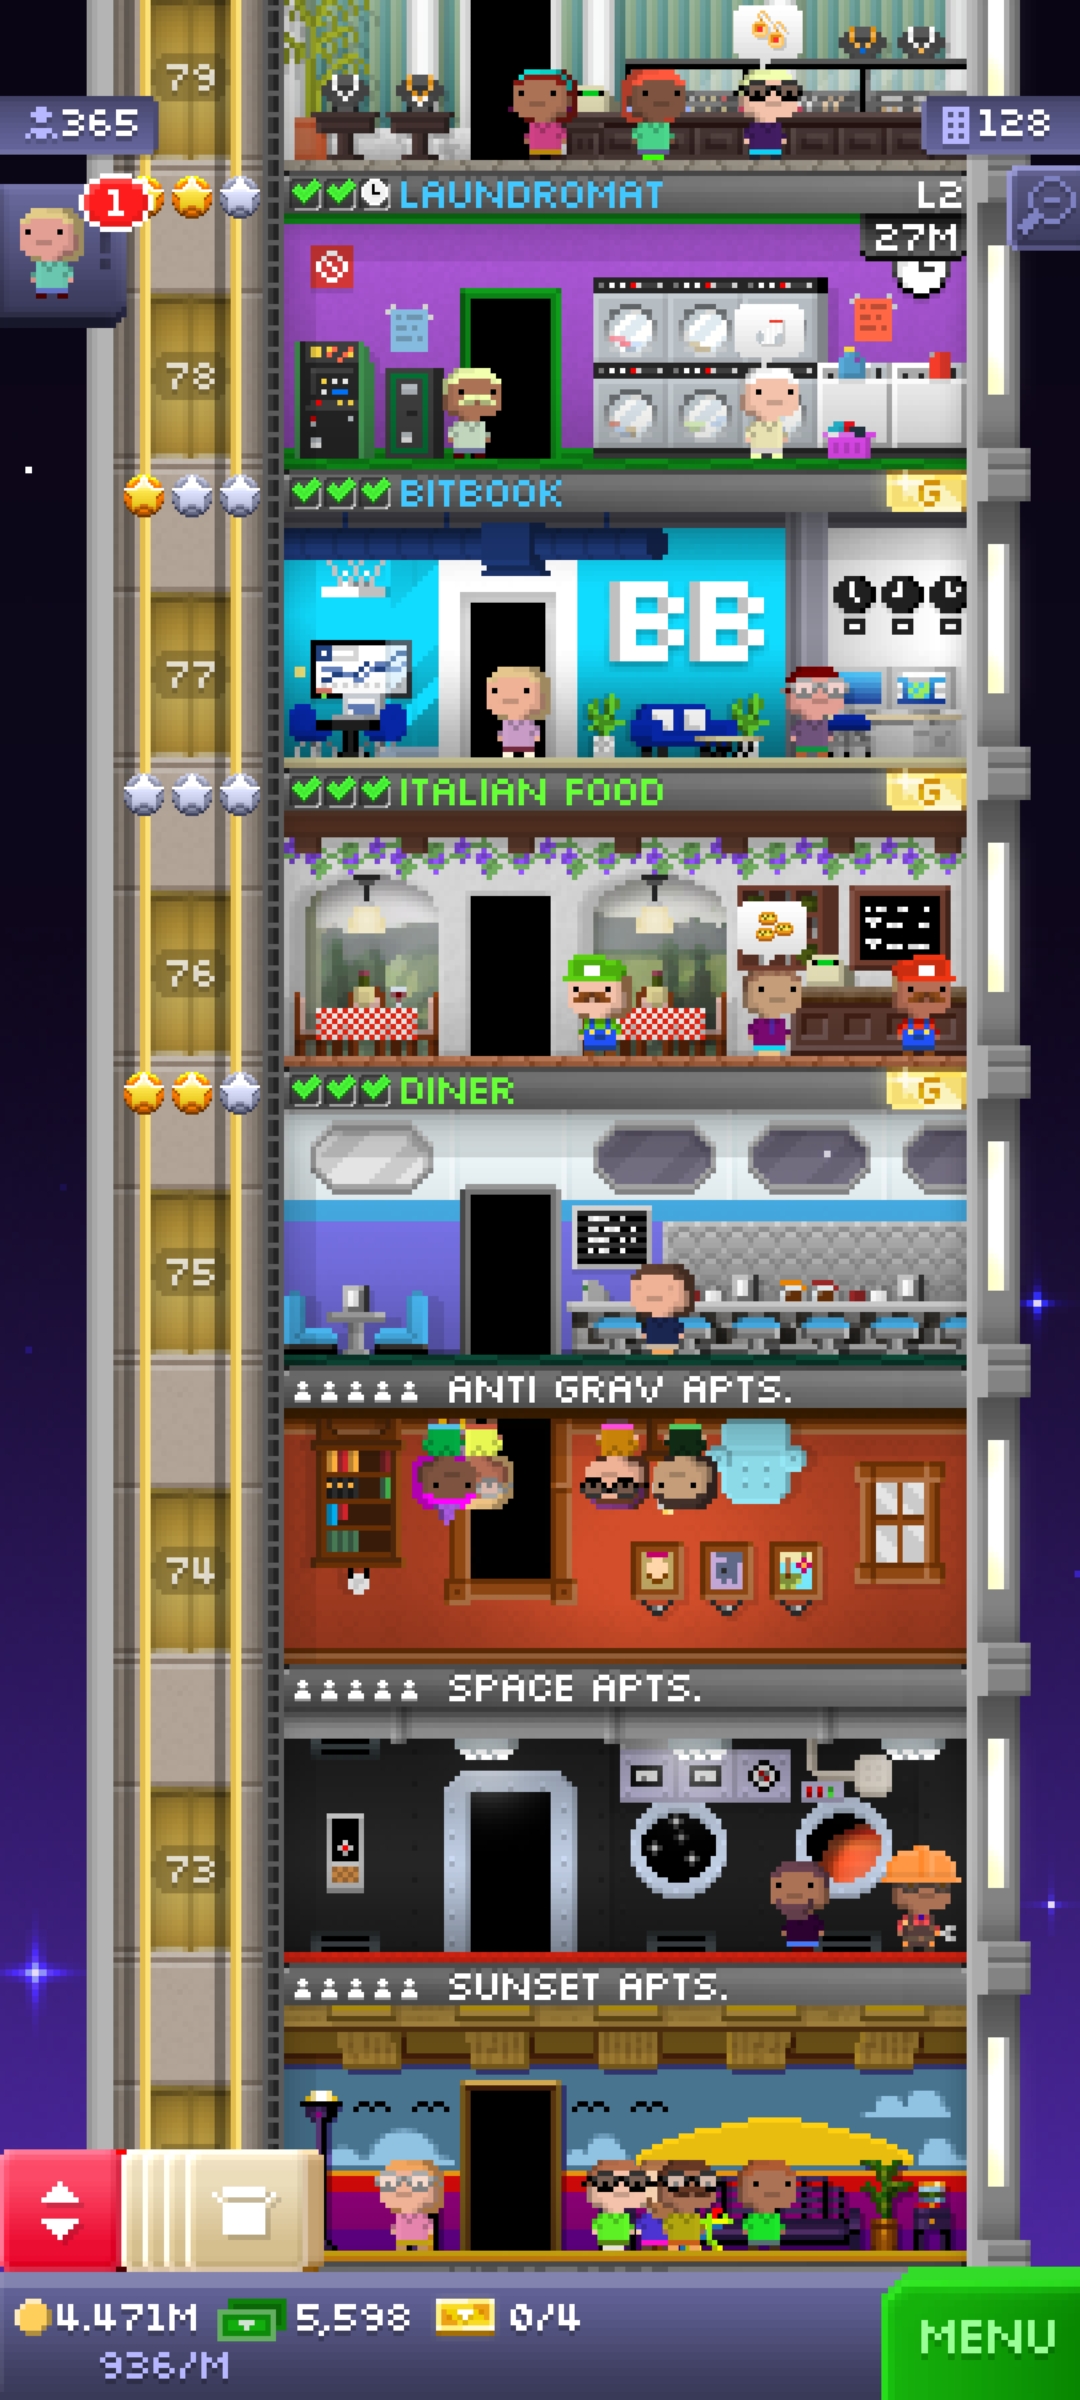 79
365
128
1
LAUNDROMAT L2
27M
78
BITBOOK G
BB
77
ITALIAN FOOD G
76
DINER G
75
ANTI GRAV APTS.
74
SPACE APTS.
73
SUNSET APTS.
4.471M 5,598 0/4
936/M
MENU